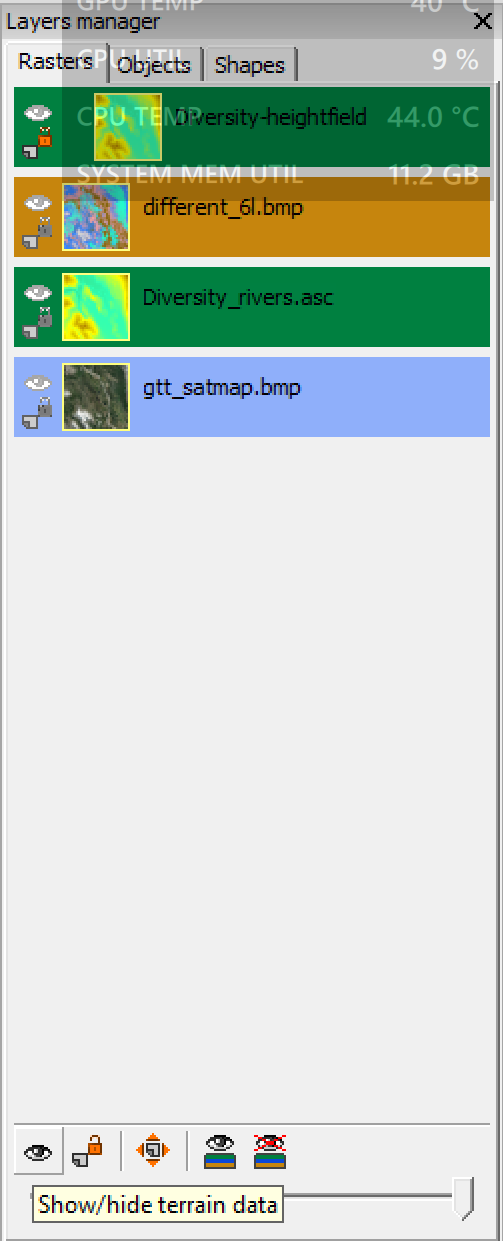 GPU TEMP 40 °C
Layers manager
Rasters Objects Shapes
CPU UTIL 9 %
CPU TEMP 44.0 °C
Diversity-heightfield
SYSTEM MEM UTIL 11.2 GB
different_6l.bmp
Diversity_rivers.asc
gtt_satmap.bmp
Show/hide terrain data